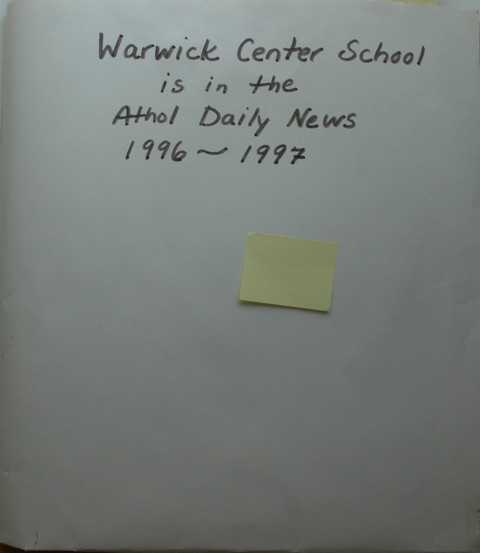 Warwick Center School
is in the
Athol Daily News
1996~1997